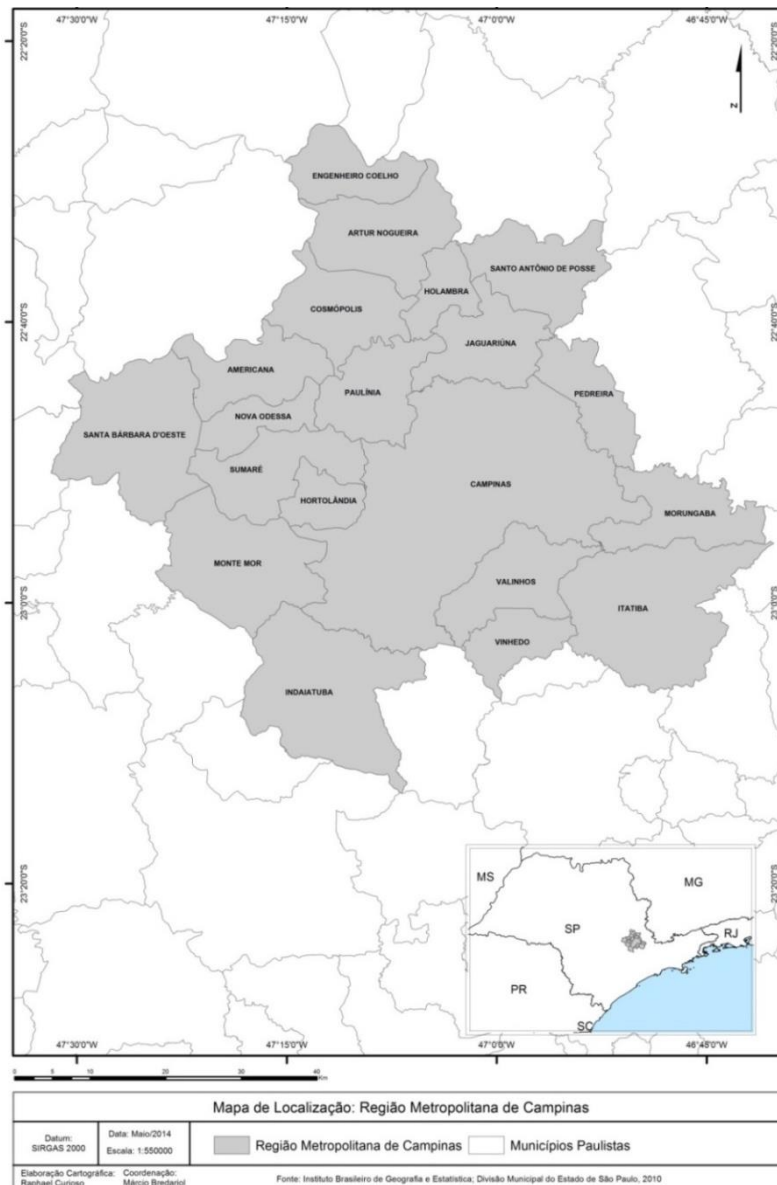 47°30'0"W 47°15'0"W 47°0'0"W 46°45'0"W
22°20'0"S 22°20'0"S
N
ENGENHEIRO COELHO
ARTUR NOGUEIRA
SANTO ANTÔNIO DE POSSE
HOLAMBRA
COSMÓPOLIS
22°40'0"S 22°40'0"S
JAGUARIÚNA
AMERICANA
PAULÍNIA
PEDREIRA
NOVA ODESSA
SANTA BÁRBARA D'OESTE
SUMARÉ
CAMPINAS
HORTOLÂNDIA
MORUNGABA
MONTE MOR
VALINHOS
23°0'0"S 23°0'0"S
ITATIBA
VINHEDO
INDAIATUBA
23°20'0"S 23°20'0"S
MS
MG
SP
RJ
PR
SC
47°30'0"W 47°15'0"W 47°0'0"W 46°45'0"W
0 5 10 20 30 40
Km
Mapa de Localização: Região Metropolitana de Campinas
Datum:
SIRGAS 2000
Data: Maio/2014
Escala: 1:550000
Região Metropolitana de Campinas
Municípios Paulistas
Elaboração Cartográfica:
Raphael Curioso
Coordenação:
Márcio Bredariol
Fonte: Instituto Brasileiro de Geografia e Estatística; Divisão Municipal do Estado de São Paulo, 2010